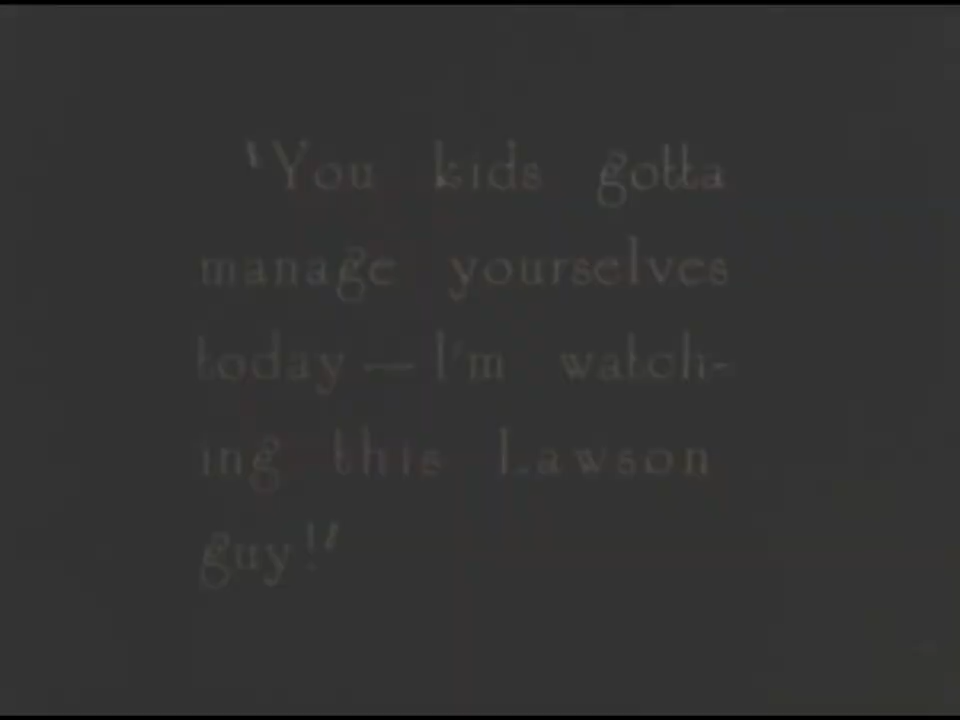 "You kids gotta
manage yourselves
today — I'm watch-
ing this Lawson
guy!"